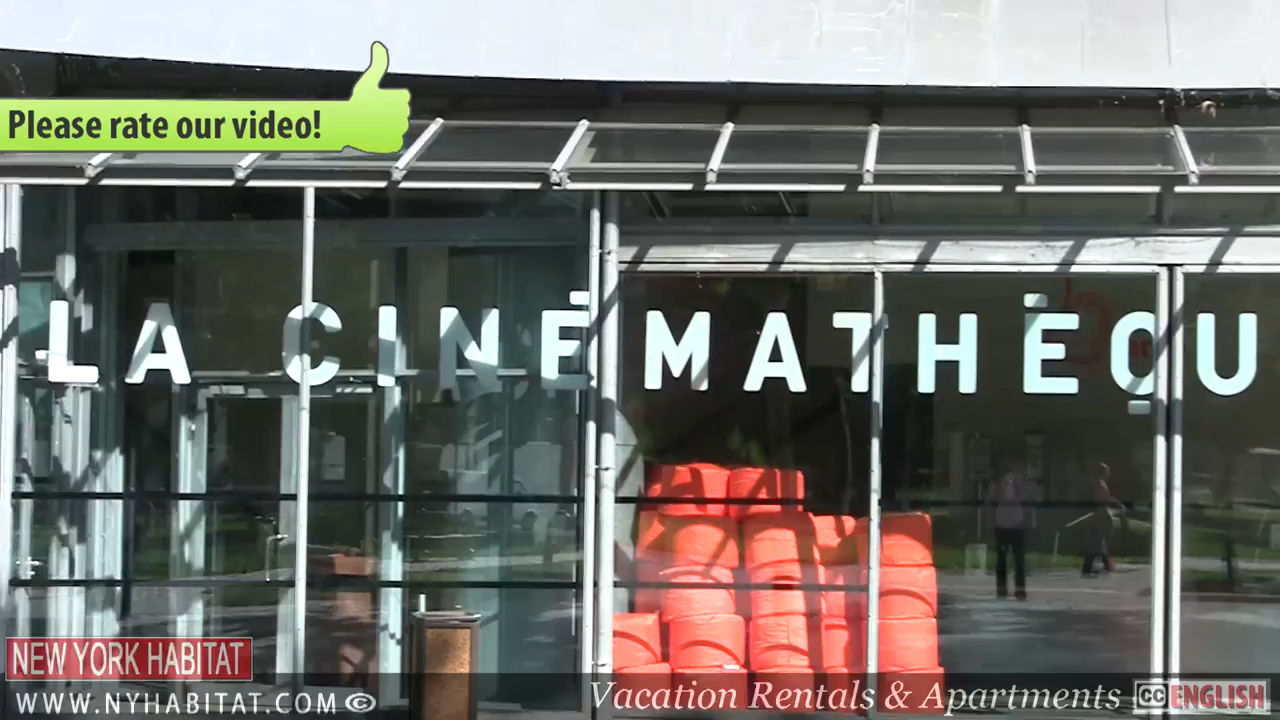 Please rate our video!
LA CINÉMATHÈQU
NEW YORK HABITAT
WWW.NYHABITAT.COM ©
Vacation Rentals & Apartments
CC ENGLISH